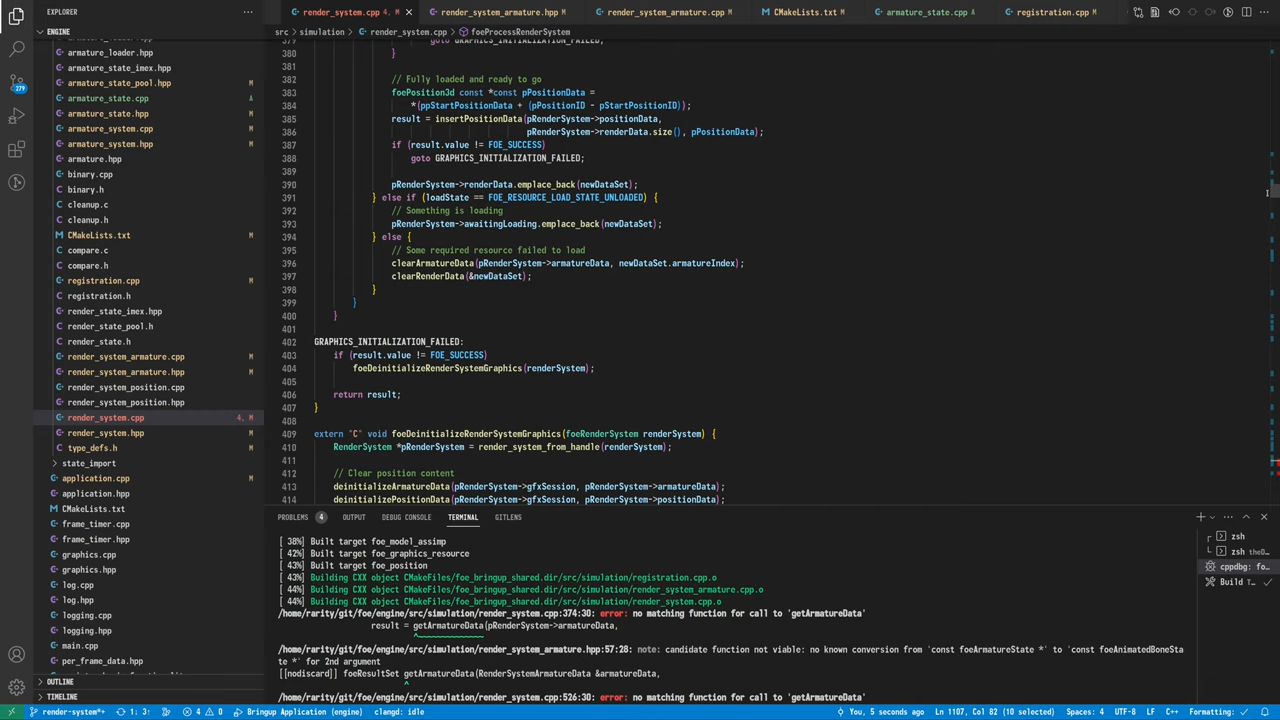 render_system.cpp 4, M
render_system_armature.hpp M
render_system_armature.cpp M
CMakeLists.txt M
armature_state.cpp A
registration.cpp M
EXPLORER
src > simulation > render_system.cpp > foeProcessRenderSystem
ENGINE
armature_loader.hpp
armature_state_imex.hpp
armature_state_pool.hpp M
armature_state.cpp A
armature_state.hpp M
armature_system.cpp M
armature_system.hpp M
armature.hpp
binary.cpp
binary.h
cleanup.c
cleanup.h
CMakeLists.txt M
compare.c
compare.h
registration.cpp M
registration.h
render_state_imex.hpp
render_state_pool.h
render_state.h
render_system_armature.cpp M
render_system_armature.hpp M
render_system_position.cpp
render_system_position.hpp
render_system.cpp 4, M
render_system.hpp M
type_defs.h M
state_import
application.cpp M
application.hpp
CMakeLists.txt
frame_timer.cpp
frame_timer.hpp
graphics.cpp
graphics.hpp
log.cpp
log.hpp
logging.cpp
logging.hpp
main.cpp
per_frame_data.hpp
OUTLINE
TIMELINE
279
379 goto GRAPHICS_INITIALIZATION_FAILED;
380 }
381
382 // Fully loaded and ready to go
383 foePosition3d const *const pPositionData =
384 *(ppStartPositionData + (pPositionID - pStartPositionID));
385 result = insertPositionData(pRenderSystem->positionData,
386 pRenderSystem->renderData.size(), pPositionData);
387 if (result.value != FOE_SUCCESS)
388 goto GRAPHICS_INITIALIZATION_FAILED;
389
390 pRenderSystem->renderData.emplace_back(newDataSet);
391 } else if (loadState == FOE_RESOURCE_LOAD_STATE_UNLOADED) {
392 // Something is loading
393 pRenderSystem->awaitingLoading.emplace_back(newDataSet);
394 } else {
395 // Some required resource failed to load
396 clearArmatureData(pRenderSystem->armatureData, newDataSet.armatureIndex);
397 clearRenderData(&newDataSet);
398 }
399 }
400 }
401
402 GRAPHICS_INITIALIZATION_FAILED:
403 if (result.value != FOE_SUCCESS)
404 foeDeinitializeRenderSystemGraphics(renderSystem);
405
406 return result;
407 }
408
409 extern "C" void foeDeinitializeRenderSystemGraphics(foeRenderSystem renderSystem) {
410 RenderSystem *pRenderSystem = render_system_from_handle(renderSystem);
411
412 // Clear position content
413 deinitializeArmatureData(pRenderSystem->gfxSession, pRenderSystem->armatureData);
414 deinitializePositionData(pRenderSystem->gfxSession, pRenderSystem->positionData);
PROBLEMS 4 OUTPUT DEBUG CONSOLE TERMINAL GITLENS
[ 38%] Built target foe_model_assimp
[ 42%] Built target foe_graphics_resource
[ 43%] Built target foe_position
[ 43%] Building CXX object CMakeFiles/foe_bringup_shared.dir/src/simulation/registration.cpp.o
[ 44%] Building CXX object CMakeFiles/foe_bringup_shared.dir/src/simulation/render_system_armature.cpp.o
[ 44%] Building CXX object CMakeFiles/foe_bringup_shared.dir/src/simulation/render_system.cpp.o
/home/rarity/git/foe/engine/src/simulation/render_system.cpp:374:30: error: no matching function for call to 'getArmatureData'
result = getArmatureData(pRenderSystem->armatureData,
^~~~~~~~~~~~~~~
/home/rarity/git/foe/engine/src/simulation/render_system_armature.hpp:57:28: note: candidate function not viable: no known conversion from 'const foeArmatureState *' to 'const foeAnimatedBoneSta
te *' for 2nd argument
[[nodiscard]] foeResultSet getArmatureData(RenderSystemArmatureData &armatureData,
^
/home/rarity/git/foe/engine/src/simulation/render_system.cpp:526:30: error: no matching function for call to 'getArmatureData'
zsh
zsh theD...
cppdbg: fo...
Build T...
render-system*+ 1↓ 3↑ 4 0 Bringup Application (engine) clangd: idle
You, 5 seconds ago Ln 1107, Col 82 (10 selected) Spaces: 4 UTF-8 LF C++ Formatting: ✓